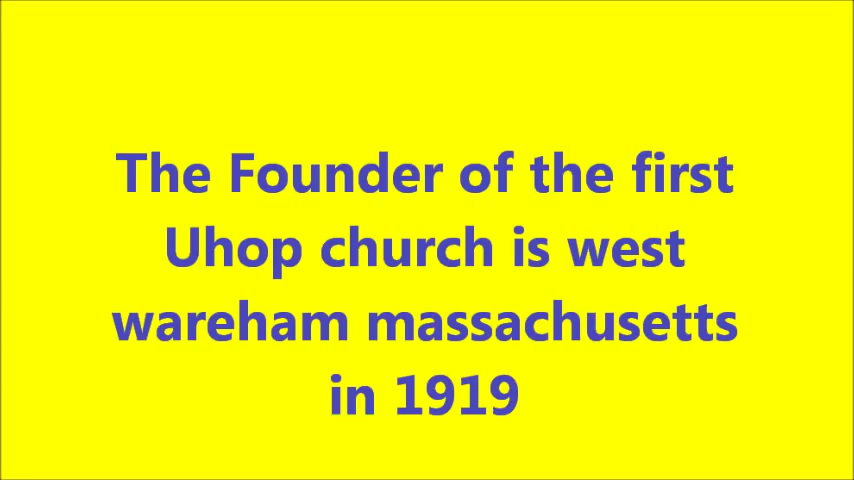 The Founder of the first
Uhop church is west
wareham massachusetts
in 1919